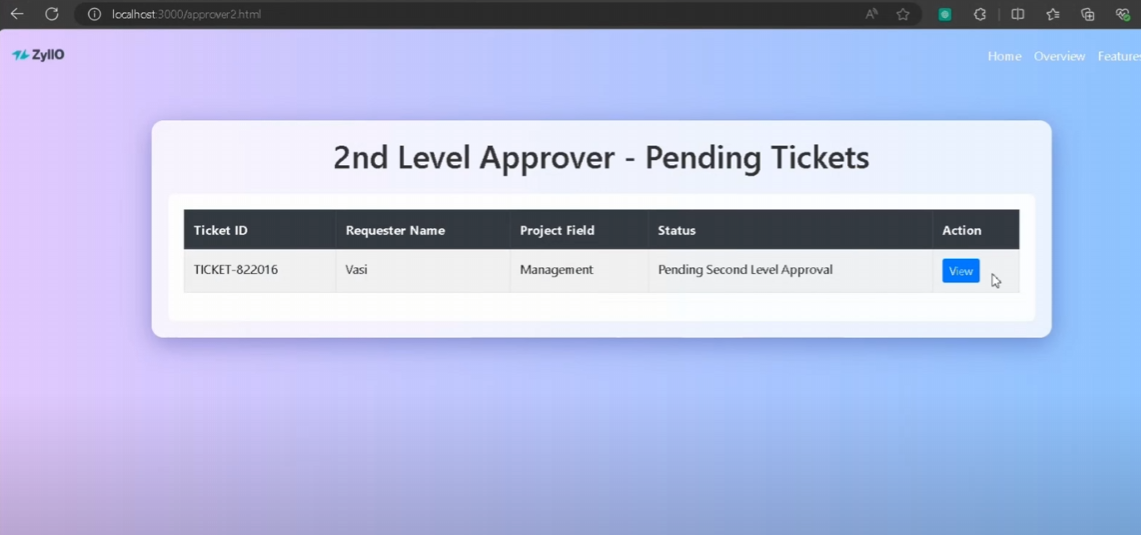 localhost:3000/approver2.html
ZyllO
Home Overview Features
2nd Level Approver - Pending Tickets
Ticket ID Requester Name Project Field Status Action
TICKET-822016 Vasi Management Pending Second Level Approval View